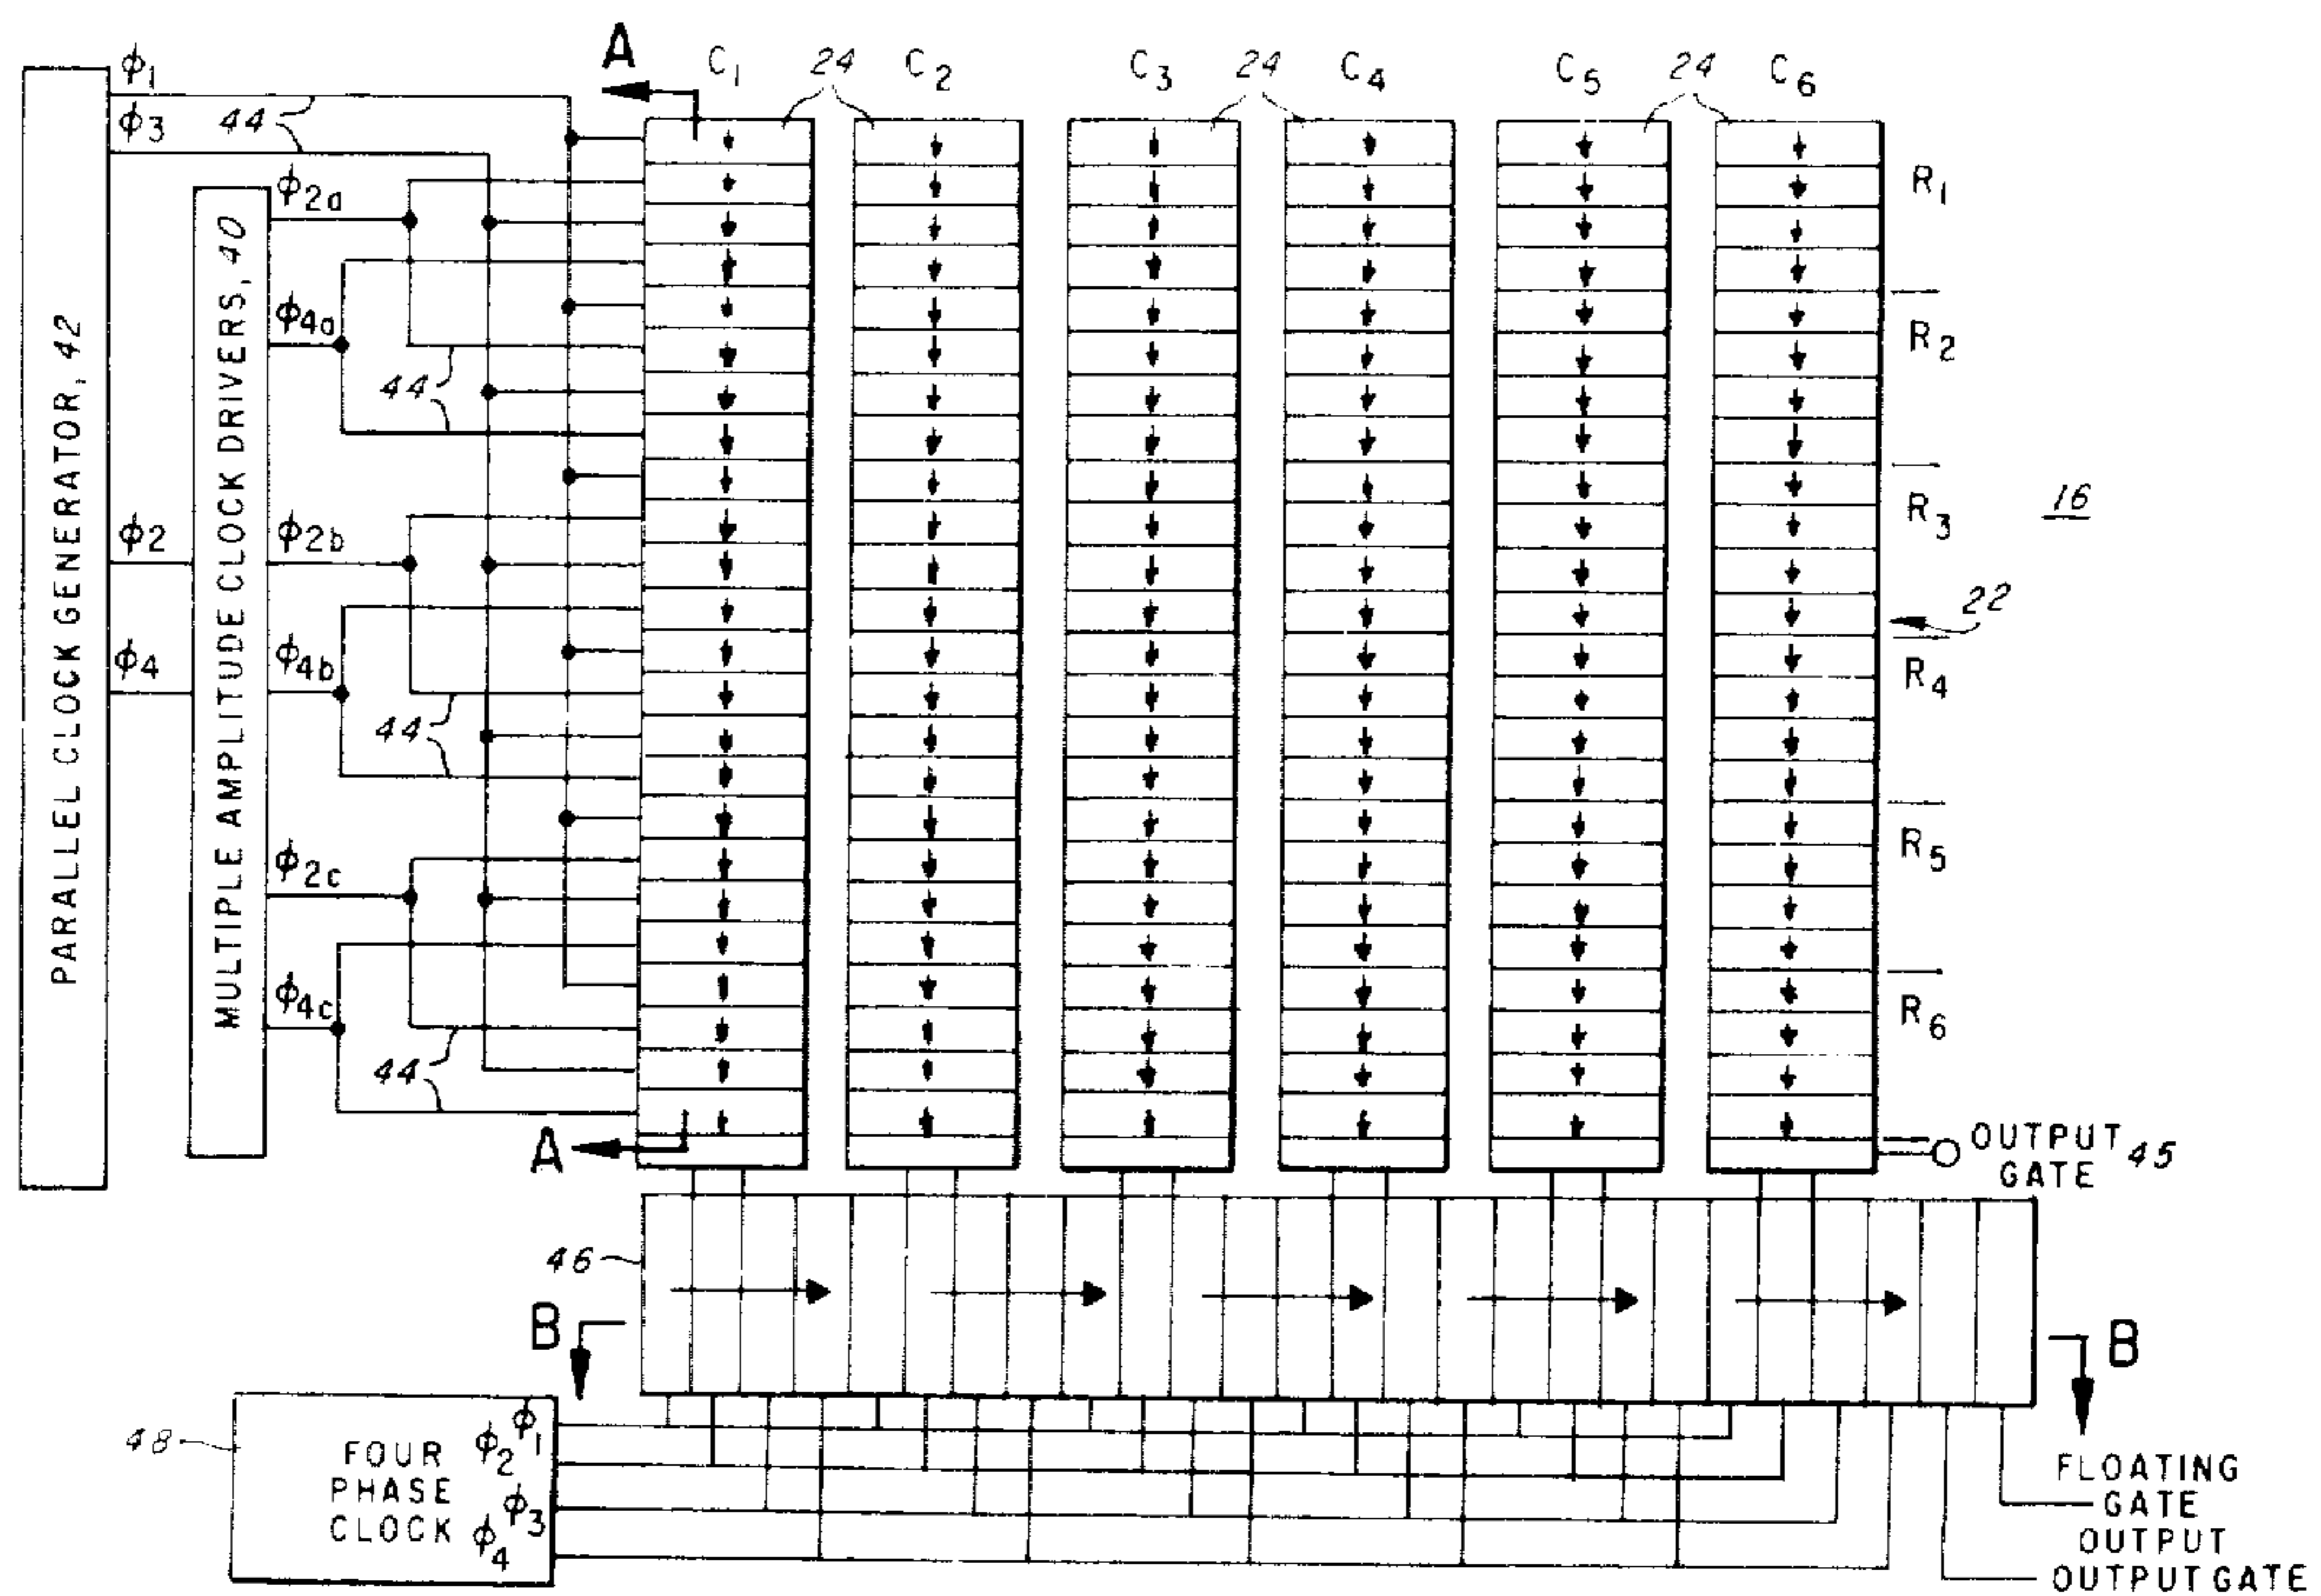 A C₁ 24 C₂ C₃ 24 C₄ C₅ 24 C₆
ϕ₁
ϕ3
44
ϕ2a
ϕ4a
44
ϕ2
ϕ2b
ϕ4
ϕ4b
44
ϕ2c
ϕ4c
44
PARALLEL CLOCK GENERATOR, 42
MULTIPLE AMPLITUDE CLOCK DRIVERS, 40
R₁
R₂
R₃
16
22
R₄
R₅
R₆
A
OUTPUT 45
GATE
46
B
B
48
FOUR
PHASE
CLOCK
ϕ₁
ϕ₂
ϕ₃
ϕ₄
FLOATING
GATE
OUTPUT
OUTPUT GATE